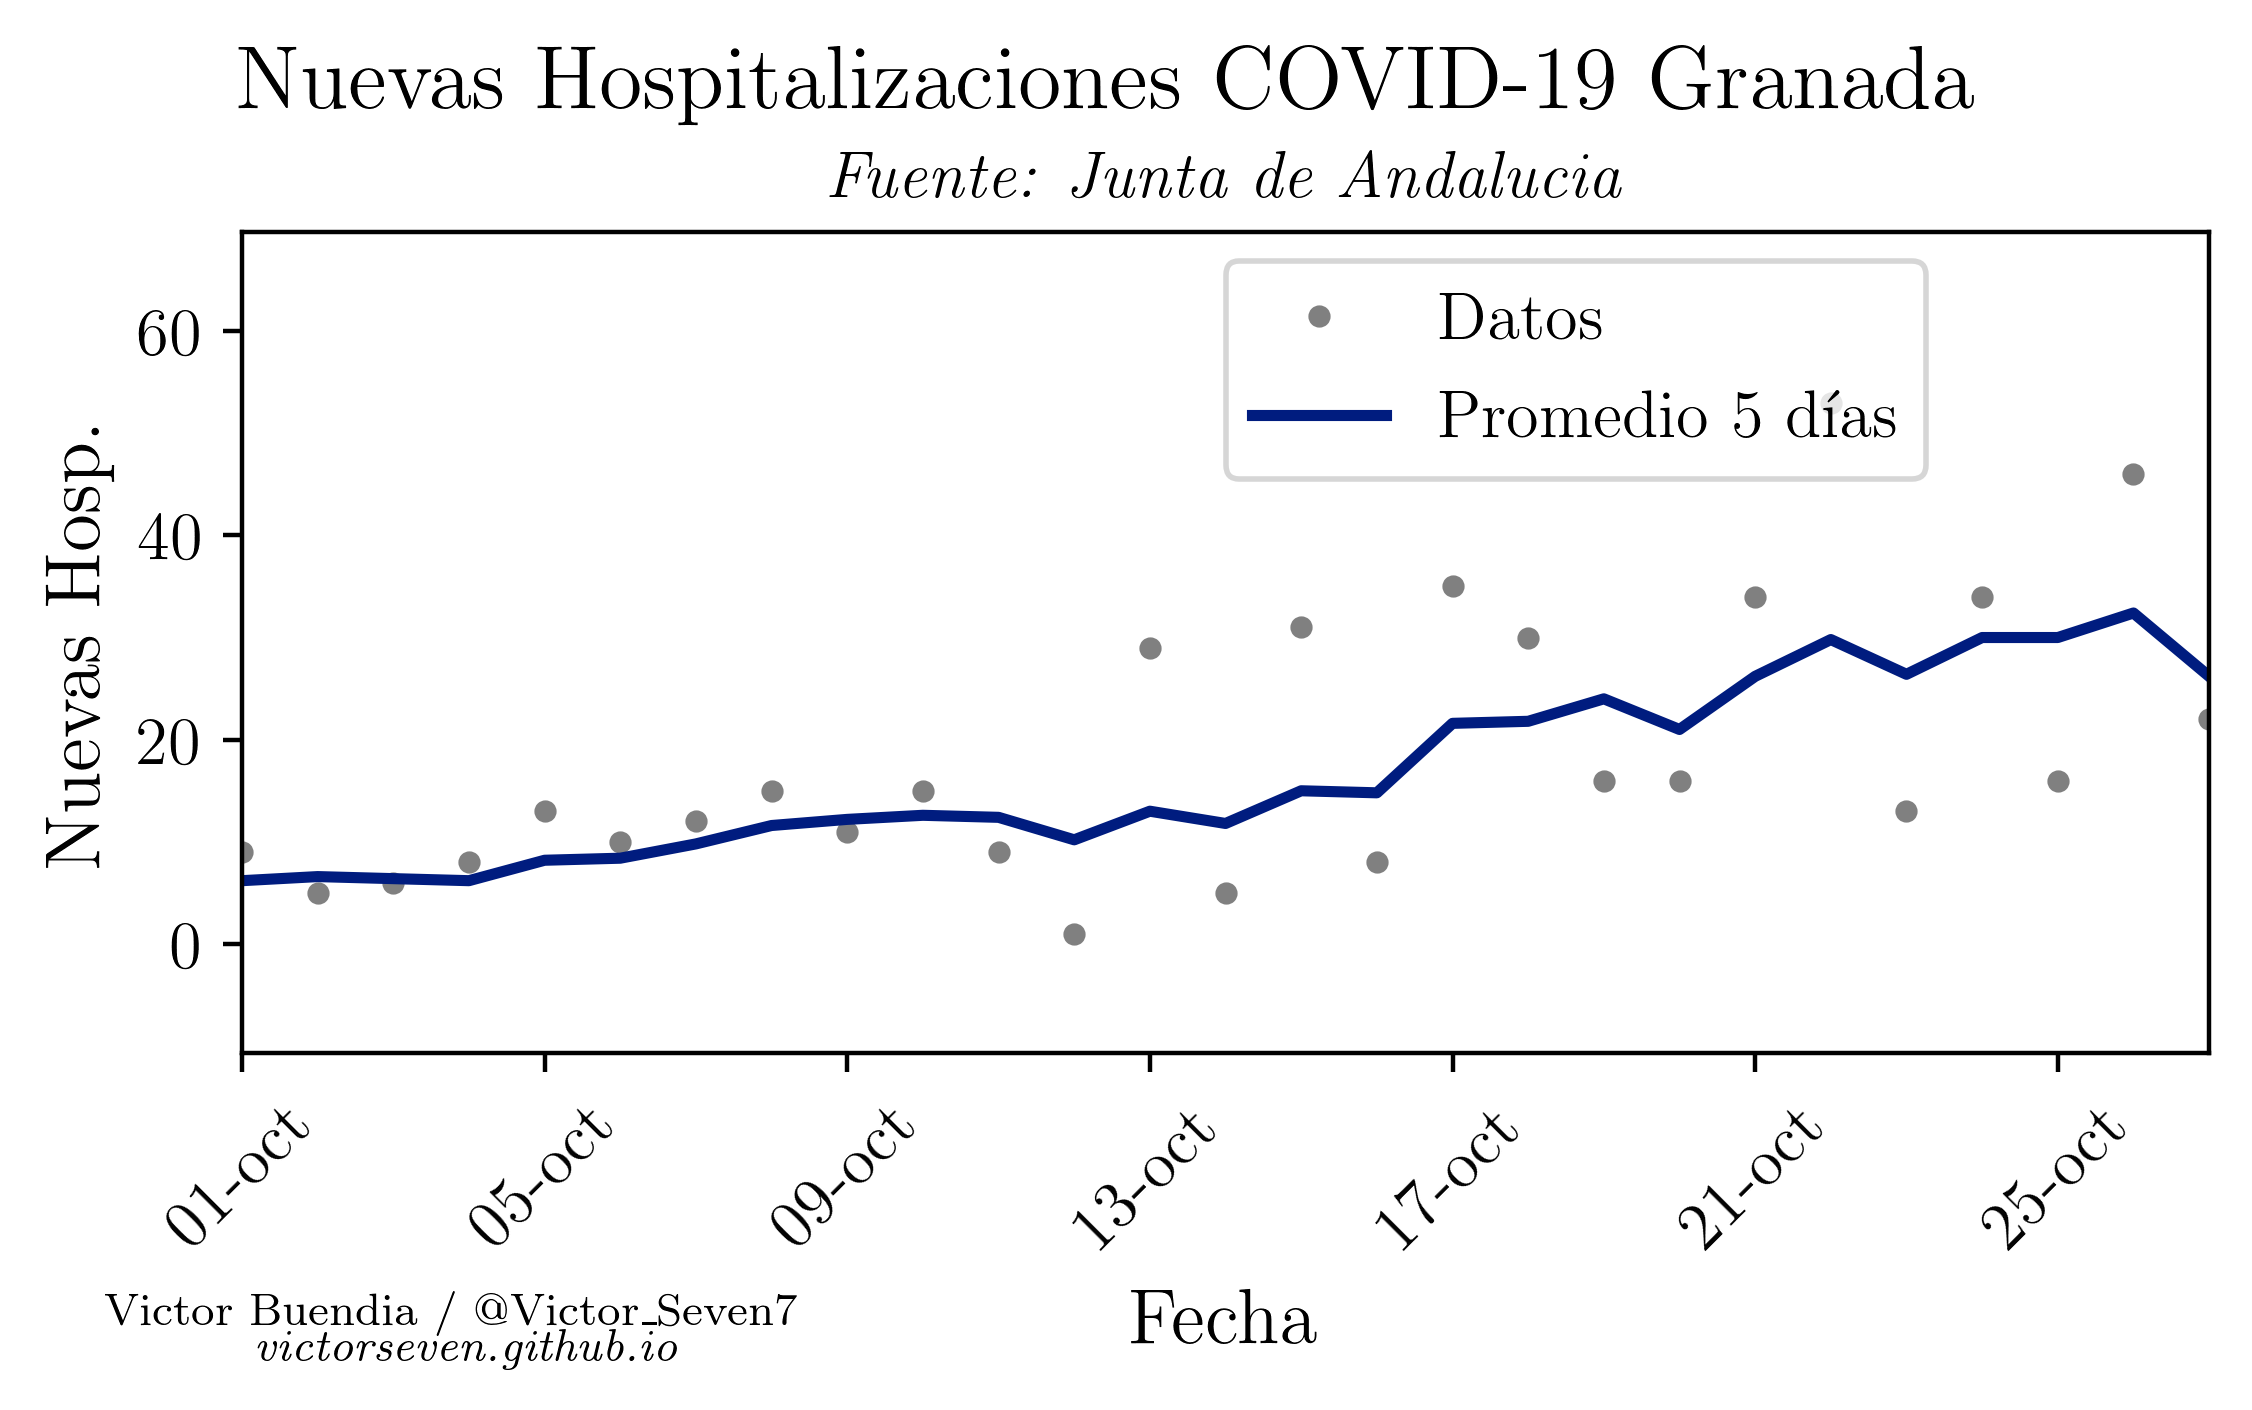 Nuevas Hospitalizaciones COVID-19 Granada
Fuente: Junta de Andalucia
Datos
Promedio 5 días
Nuevas Hosp.
60
40
20
0
01-oct
05-oct
09-oct
13-oct
17-oct
21-oct
25-oct
Fecha
Victor Buendia / @Victor_Seven7
victorseven.github.io